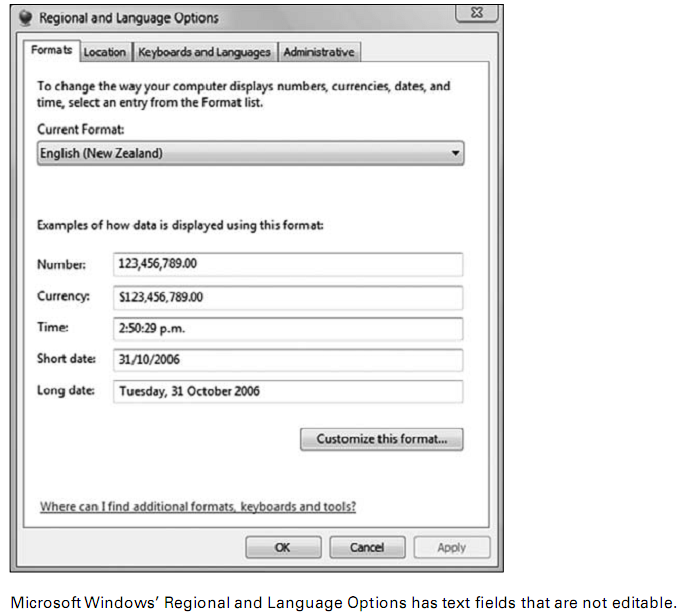 Regional and Language Options
Formats Location Keyboards and Languages Administrative
To change the way your computer displays numbers, currencies, dates, and
time, select an entry from the Format list.
Current Format:
English (New Zealand)
Examples of how data is displayed using this format:
Number: 123,456,789.00
Currency: $123,456,789.00
Time: 2:50:29 p.m.
Short date: 31/10/2006
Long date: Tuesday, 31 October 2006
Customize this format...
Where can I find additional formats, keyboards and tools?
OK Cancel Apply
Microsoft Windows’ Regional and Language Options has text fields that are not editable.